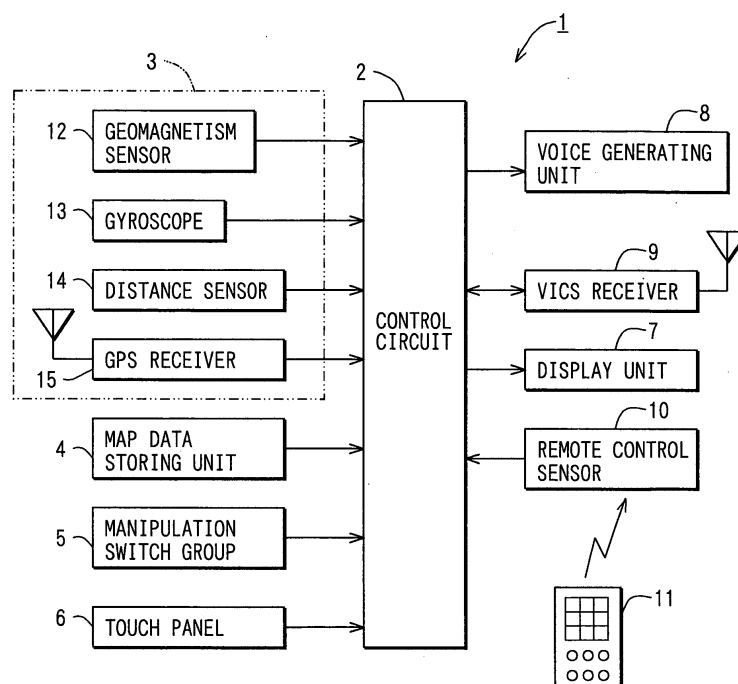 1
3
2
12
GEOMAGNETISM
SENSOR
8
VOICE GENERATING
UNIT
13
GYROSCOPE
14
DISTANCE SENSOR
9
VICS RECEIVER
CONTROL
CIRCUIT
15
GPS RECEIVER
7
DISPLAY UNIT
4
MAP DATA
STORING UNIT
10
REMOTE CONTROL
SENSOR
5
MANIPULATION
SWITCH GROUP
6
TOUCH PANEL
11